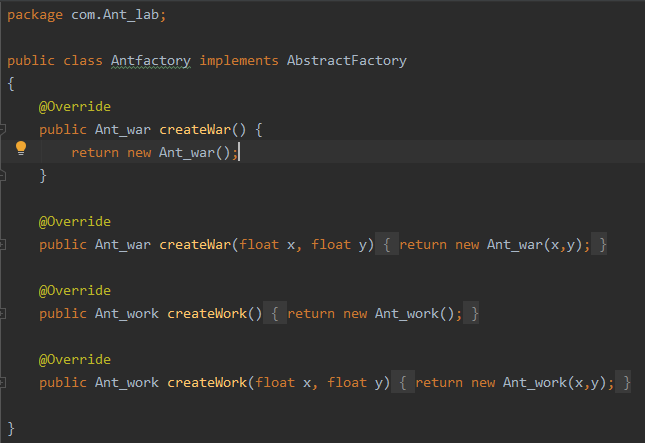 package com.Ant_lab;
public class Antfactory implements AbstractFactory
{
@Override
public Ant_war createWar() {
return new Ant_war();
}
@Override
public Ant_war createWar(float x, float y) { return new Ant_war(x,y); }
@Override
public Ant_work createWork() { return new Ant_work(); }
@Override
public Ant_work createWork(float x, float y) { return new Ant_work(x,y); }
}